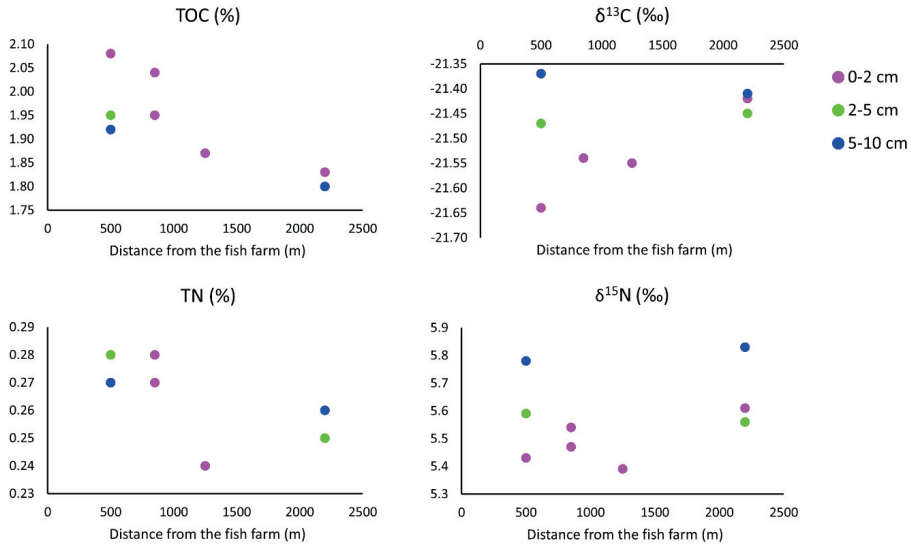 TOC (%)
2.10
2.05
2.00
1.95
1.90
1.85
1.80
1.75
0 500 1000 1500 2000 2500
Distance from the fish farm (m)
δ¹³C (‰)
0 500 1000 1500 2000 2500
-21.35
-21.40
-21.45
-21.50
-21.55
-21.60
-21.65
-21.70
Distance from the fish farm (m)
0-2 cm
2-5 cm
5-10 cm
TN (%)
0.29
0.28
0.27
0.26
0.25
0.24
0.23
0 500 1000 1500 2000 2500
Distance from the fish farm (m)
δ¹⁵N (‰)
5.9
5.8
5.7
5.6
5.5
5.4
5.3
0 500 1000 1500 2000 2500
Distance from the fish farm (m)